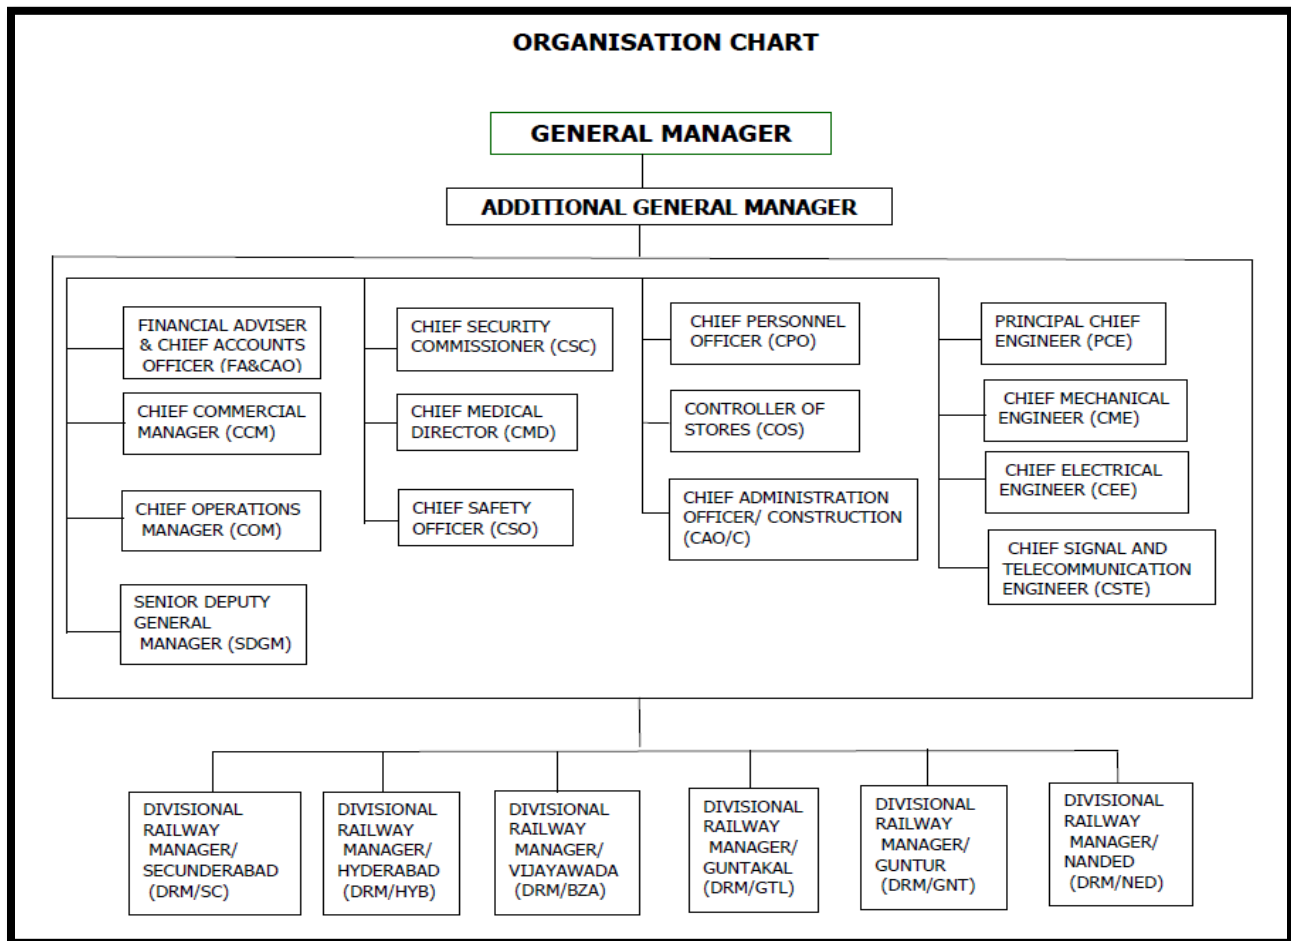 ORGANISATION CHART
GENERAL MANAGER
ADDITIONAL GENERAL MANAGER
FINANCIAL ADVISER
& CHIEF ACCOUNTS
OFFICER (FA&CAO)
CHIEF COMMERCIAL
MANAGER (CCM)
CHIEF OPERATIONS
MANAGER (COM)
SENIOR DEPUTY
GENERAL
MANAGER (SDGM)
CHIEF SECURITY
COMMISSIONER (CSC)
CHIEF MEDICAL
DIRECTOR (CMD)
CHIEF SAFETY
OFFICER (CSO)
CHIEF PERSONNEL
OFFICER (CPO)
CONTROLLER OF
STORES (COS)
CHIEF ADMINISTRATION
OFFICER/ CONSTRUCTION
(CAO/C)
PRINCIPAL CHIEF
ENGINEER (PCE)
CHIEF MECHANICAL
ENGINEER (CME)
CHIEF ELECTRICAL
ENGINEER (CEE)
CHIEF SIGNAL AND
TELECOMMUNICATION
ENGINEER (CSTE)
DIVISIONAL
RAILWAY
MANAGER/
SECUNDERABAD
(DRM/SC)
DIVISIONAL
RAILWAY
MANAGER/
HYDERABAD
(DRM/HYB)
DIVISIONAL
RAILWAY
MANAGER/
VIJAYAWADA
(DRM/BZA)
DIVISIONAL
RAILWAY
MANAGER/
GUNTAKAL
(DRM/GTL)
DIVISIONAL
RAILWAY
MANAGER/
GUNTUR
(DRM/GNT)
DIVISIONAL
RAILWAY
MANAGER/
NANDED
(DRM/NED)